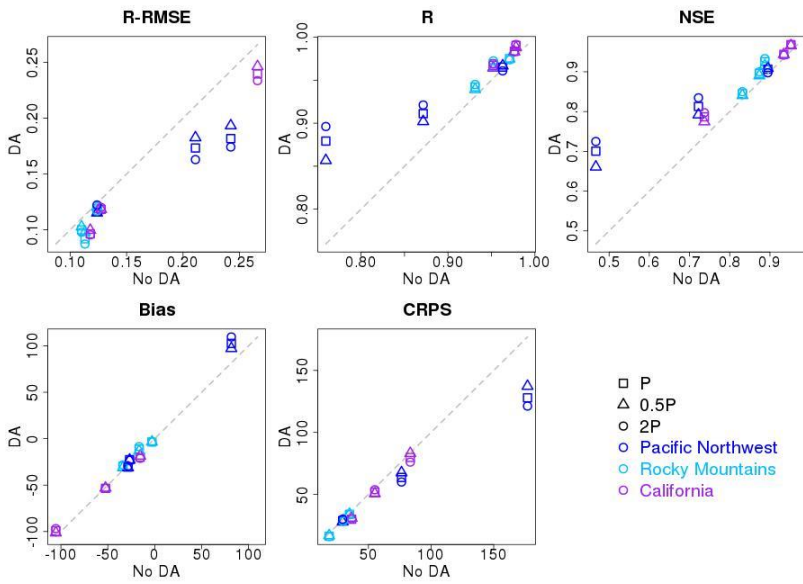 R-RMSE
R
NSE
0.25
0.20
0.15
0.10
DA
0.10
0.15
0.20
0.25
No DA
1.00
0.90
0.80
DA
0.80
0.90
1.00
No DA
0.9
0.8
0.7
0.6
0.5
DA
0.5
0.6
0.7
0.8
0.9
No DA
Bias
CRPS
100
50
0
-50
-100
DA
-100
-50
0
50
100
No DA
150
100
50
DA
50
100
150
No DA
P
0.5P
2P
Pacific Northwest
Rocky Mountains
California